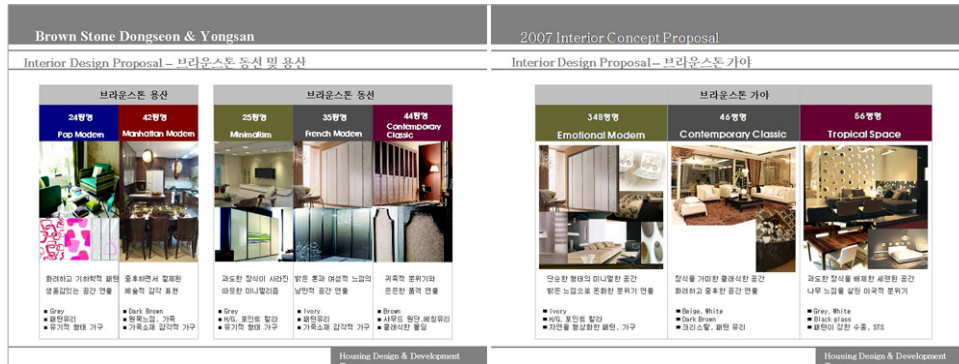 Brown Stone Dongseon & Yongsan
Interior Design Proposal – 브라운스톤 동선 및 용산
브라운스톤 용산
24평형
Pop Modern
42평형
Manhattan Modern
화려하고 기하학적 패턴
생동감있는 공간 연출
■ Grey
■ 패턴유리
■ 유기적 형태 가구
중후하면서 절제된
예술적 감각 표현
■ Dark Brown
■ 원목느낌, 가죽
■ 가죽소재 감각적 가구
브라운스톤 동선
25평형
Minimalism
35평형
French Modern
44평형
Contemporary
Classic
과도한 장식이 사라진
따뜻한 미니멀리즘
■ Grey
■ H/G, 포인트 칼라
■ 유기적 형태 가구
밝은 톤과 여성적 느낌의
낭만적 공간 연출
■ Ivory
■ 패턴유리
■ 가죽소재 감각적 가구
귀족적 분위기와
은은한 품격 연출
■ Brown
■ 샤무드 원단,에칭유리
■ 클래식한 몰딩
Housing Design & Development
2007 Interior Concept Proposal
Interior Design Proposal – 브라운스톤 가야
브라운스톤 가야
34B평형
Emotional Modern
46평형
Contemporary Classic
56평형
Tropical Space
단순한 형태의 미니멀한 공간
밝은 느낌으로 온화한 분위기 연출
■ Ivory
■ H/G, 포인트 칼라
■ 자연을 형상화한 패턴, 가구
장식을 가미한 클래식한 공간
화려하고 중후한 공간 연출
■ Beige, White
■ Dark Brown
■ 크리스탈, 패턴 유리
과도한 장식을 배제한 세련된 공간
나무 느낌을 살린 이국적 분위기
■ Grey, White
■ Black glass
■ 패턴이 강한 수종, STS
Housing Design & Development